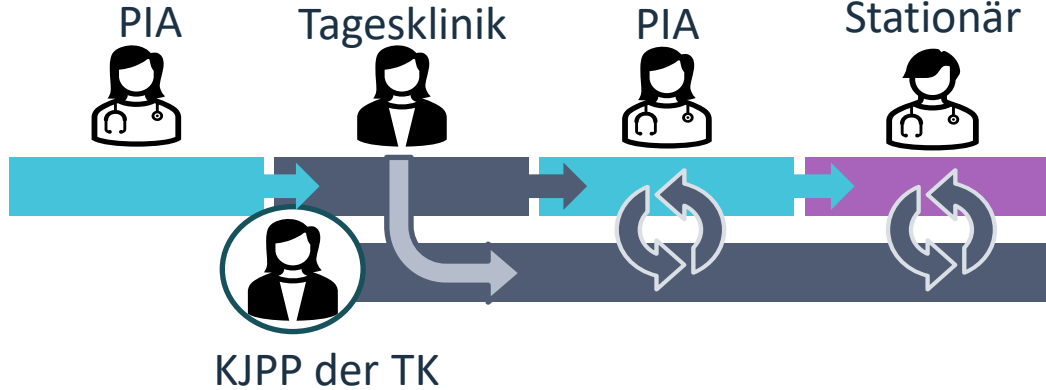 PIA
Tagesklinik
PIA
Stationär
KJPP der TK